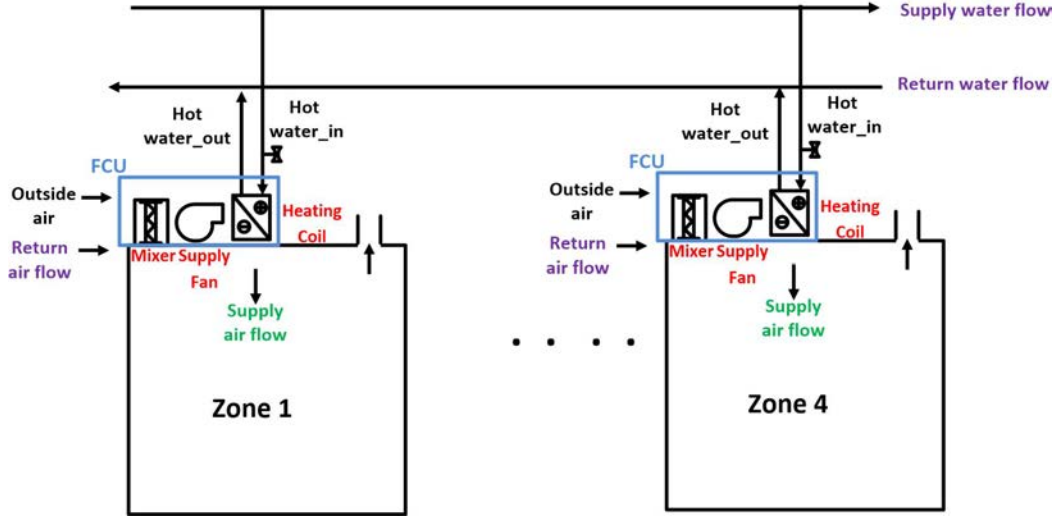 Supply water flow
Return water flow
Hot
water_out
Hot
water_in
FCU
Outside
air
Return
air flow
Heating
Coil
Mixer Supply
Fan
Supply
air flow
Zone 1
Hot
water_out
Hot
water_in
FCU
Outside
air
Return
air flow
Heating
Coil
Mixer Supply
Fan
Supply
air flow
Zone 4